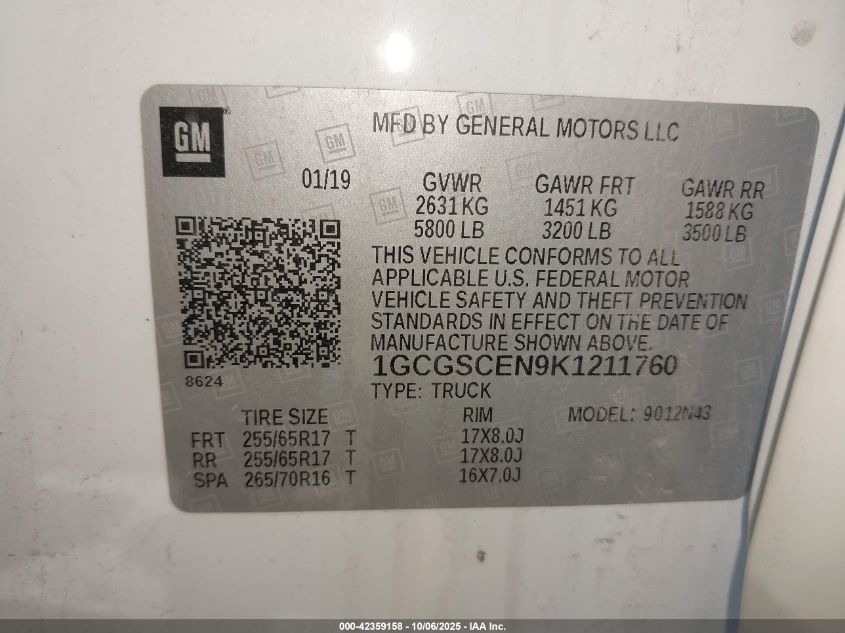 GM
MFD BY GENERAL MOTORS LLC
01/19
GVWR GAWR FRT GAWR RR
2631 KG 1451 KG 1588 KG
5800 LB 3200 LB 3500 LB
THIS VEHICLE CONFORMS TO ALL
APPLICABLE U.S. FEDERAL MOTOR
VEHICLE SAFETY AND THEFT PREVENTION
STANDARDS IN EFFECT ON THE DATE OF
MANUFACTURE SHOWN ABOVE.
1GCGSCEN9K1211760
8624
TYPE: TRUCK
TIRE SIZE RIM MODEL: 9012N43
FRT 255/65R17 T 17X8.0J
RR 255/65R17 T 17X8.0J
SPA 265/70R16 T 16X7.0J
000-42359158 - 10/06/2025 - IAA Inc.